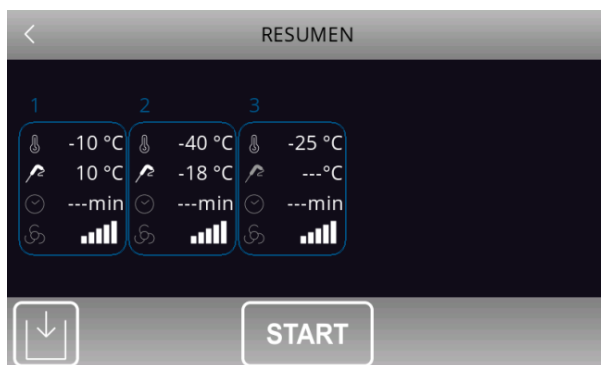 RESUMEN
1 2 3
-10 °C -40 °C -25 °C
10 °C -18 °C ---°C
---min ---min ---min
START